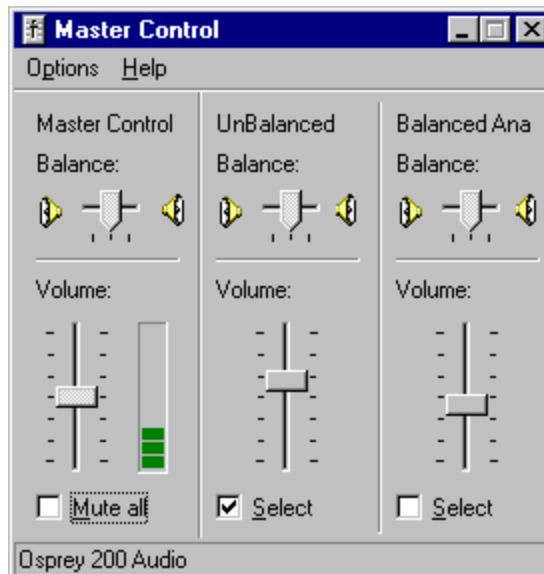 Master Control
Options Help
Master Control UnBalanced Balanced Ana
Balance: Balance: Balance:
Volume: Volume: Volume:
Mute all Select Select
Osprey 200 Audio